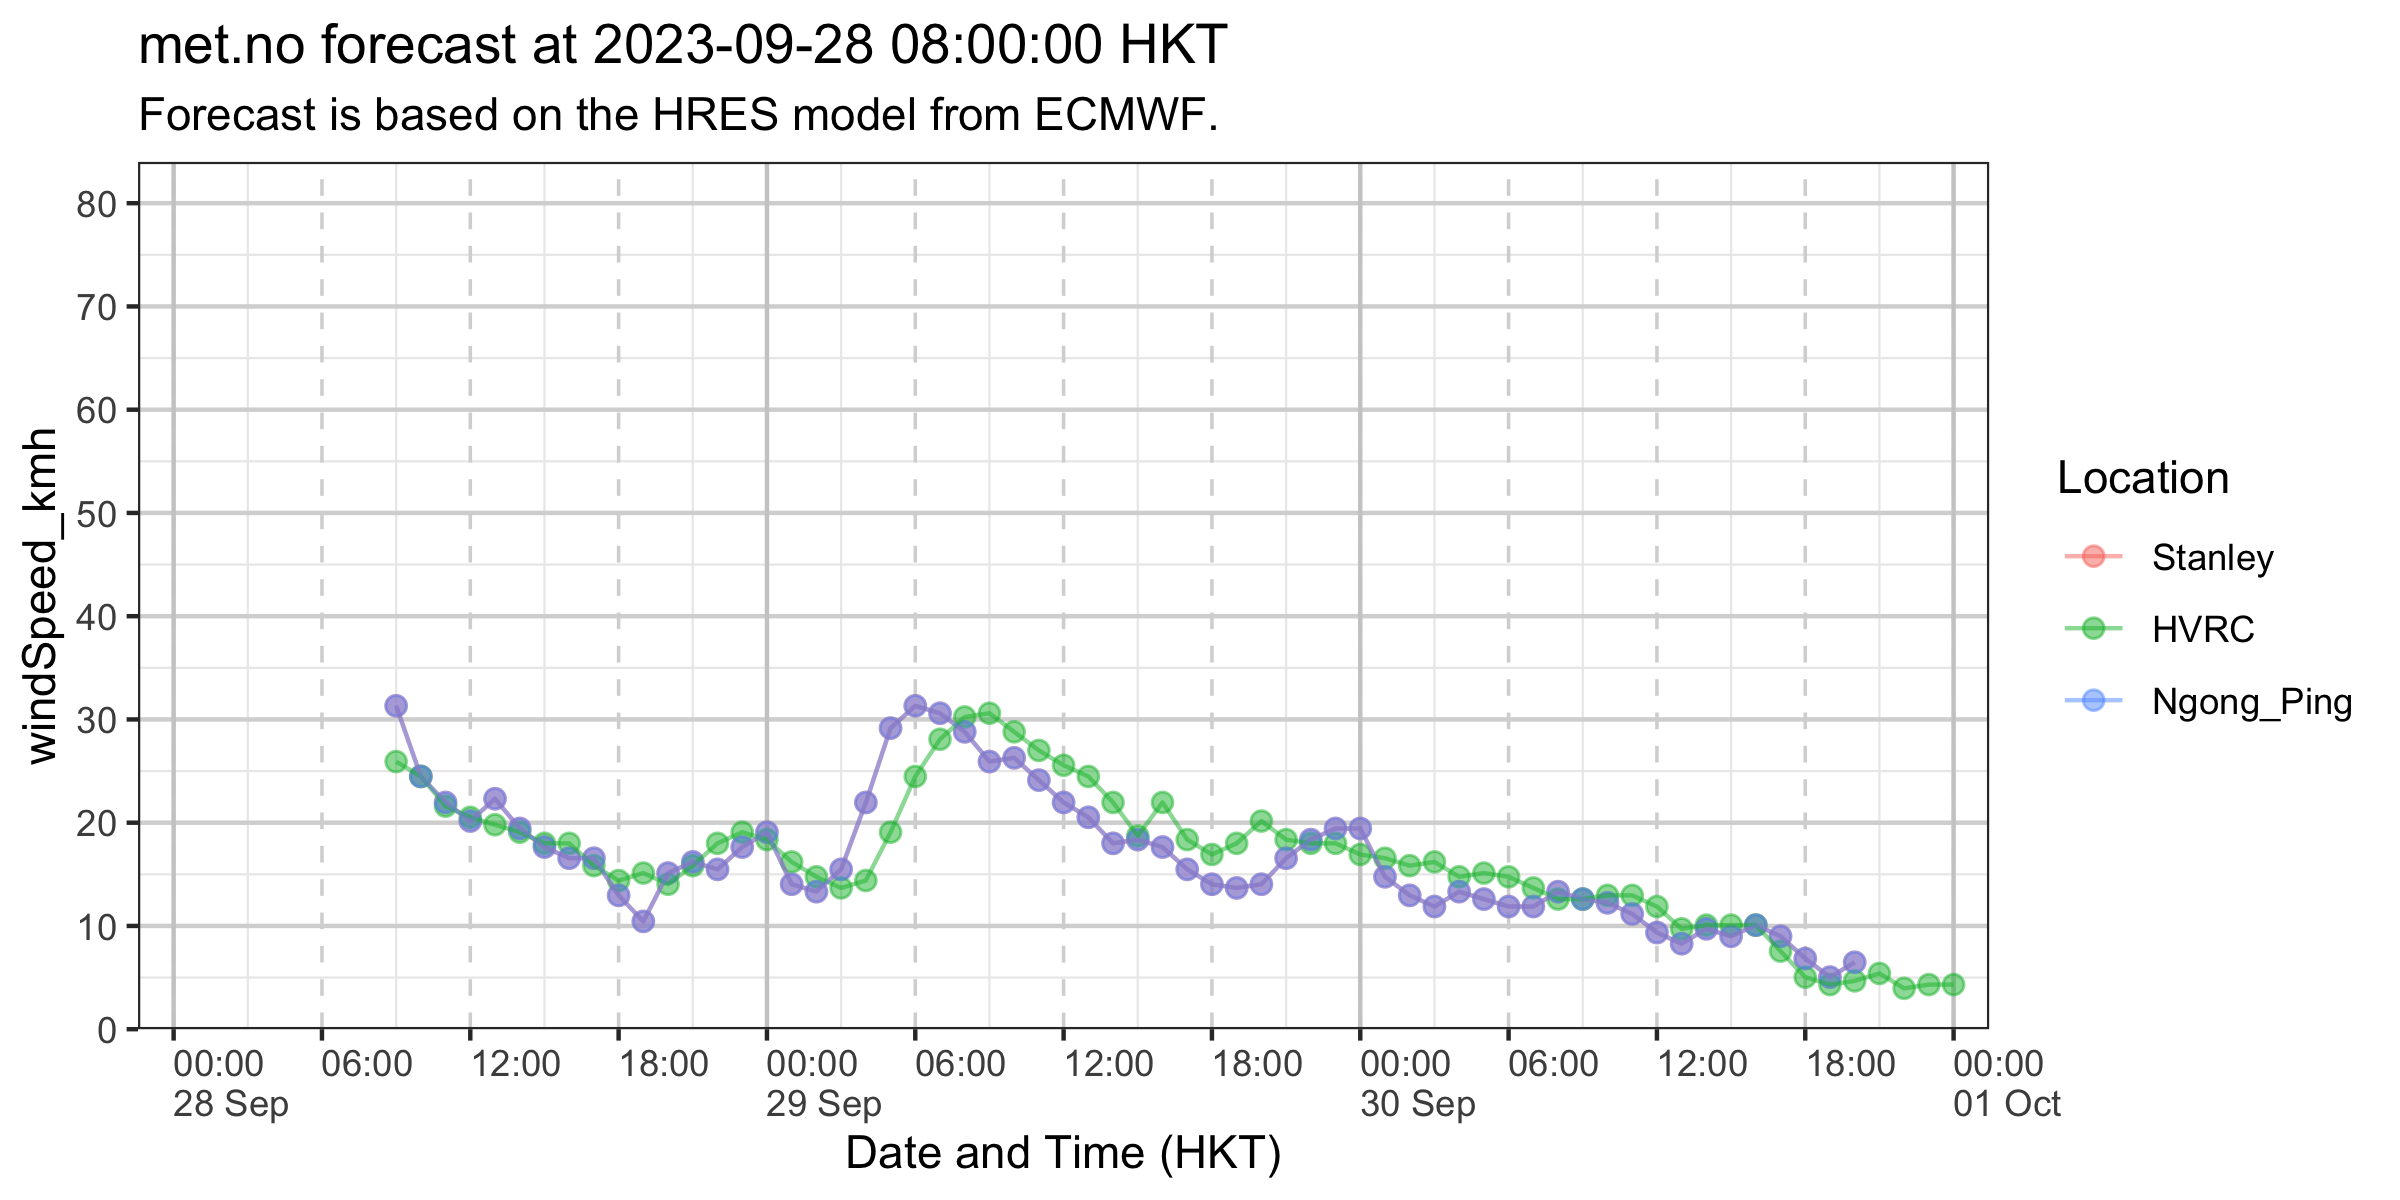 met.no forecast at 2023-09-28 08:00:00 HKT
Forecast is based on the HRES model from ECMWF.
windSpeed_kmh
80
70
60
50
40
30
20
10
0
00:00 06:00 12:00 18:00 00:00 06:00 12:00 18:00 00:00 06:00 12:00 18:00 00:00
28 Sep 29 Sep 30 Sep 01 Oct
Date and Time (HKT)
Location
Stanley
HVRC
Ngong_Ping